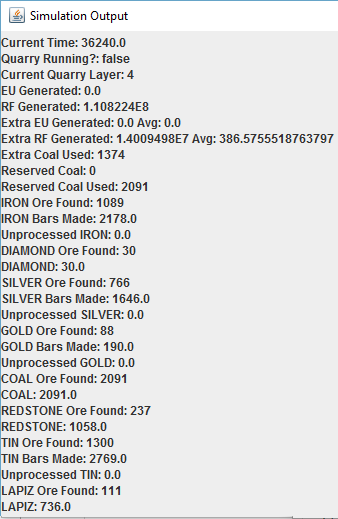 Simulation Output
Current Time: 36240.0
Quarry Running?: false
Current Quarry Layer: 4
EU Generated: 0.0
RF Generated: 1.108224E8
Extra EU Generated: 0.0 Avg: 0.0
Extra RF Generated: 1.4009498E7 Avg: 386.5755518763797
Extra Coal Used: 1374
Reserved Coal: 0
Reserved Coal Used: 2091
IRON Ore Found: 1089
IRON Bars Made: 2178.0
Unprocessed IRON: 0.0
DIAMOND Ore Found: 30
DIAMOND: 30.0
SILVER Ore Found: 766
SILVER Bars Made: 1646.0
Unprocessed SILVER: 0.0
GOLD Ore Found: 88
GOLD Bars Made: 190.0
Unprocessed GOLD: 0.0
COAL Ore Found: 2091
COAL: 2091.0
REDSTONE Ore Found: 237
REDSTONE: 1058.0
TIN Ore Found: 1300
TIN Bars Made: 2769.0
Unprocessed TIN: 0.0
LAPIZ Ore Found: 111
LAPIZ: 736.0